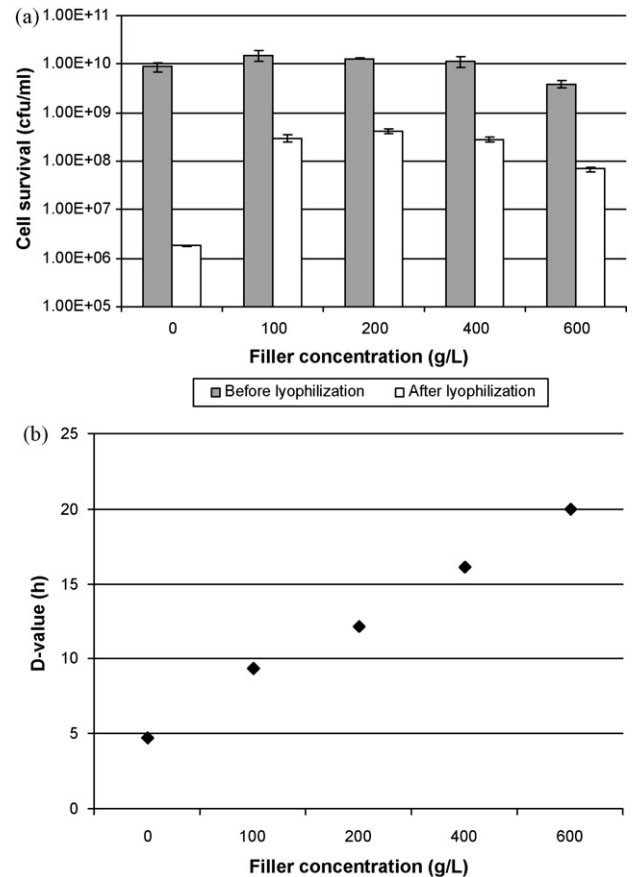 (a)
1.00E+11
1.00E+10
1.00E+09
1.00E+08
1.00E+07
1.00E+06
1.00E+05
Cell survival (cfu/ml)
0 100 200 400 600
Filler concentration (g/L)
Before lyophilization After lyophilization
(b)
25
20
15
10
5
0
D-value (h)
0 100 200 400 600
Filler concentration (g/L)